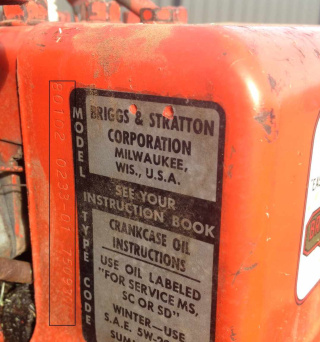 BRIGGS & STRATTON
CORPORATION
MILWAUKEE,
WIS., U.S.A.
SEE YOUR
INSTRUCTION BOOK
CRANKCASE OIL
INSTRUCTIONS
USE OIL LABELED
"FOR SERVICE MS,
SC OR SD"
WINTER—USE
S.A.E. 5W-20
MODEL
TYPE
CODE